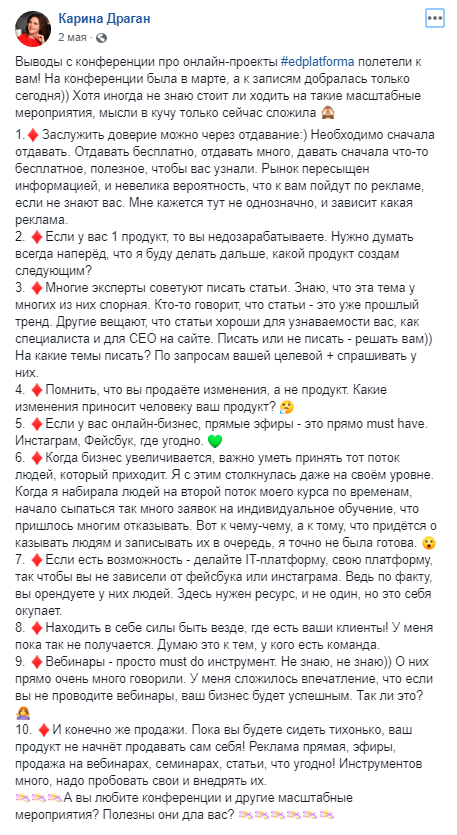 Карина Драган
2 мая ·
Выводы с конференции про онлайн-проекты #edplatforma полетели к
вам! На конференции была в марте, а к записям добралась только
сегодня)) Хотя иногда не знаю стоит ли ходить на такие масштабные
мероприятия, мысли в кучу только сейчас сложила 🙈
1.♦️Заслужить доверие можно через отдавание:) Необходимо сначала
отдавать. Отдавать бесплатно, отдавать много, давать сначала что-то
бесплатное, полезное, чтобы вас узнали. Рынок пересыщен
информацией, и невелика вероятность, что к вам пойдут по рекламе,
если не знают вас. Мне кажется тут не однозначно, и зависит какая
реклама.
2. ♦️Если у вас 1 продукт, то вы недозарабатываете. Нужно думать
всегда наперёд, что я буду делать дальше, какой продукт создам
следующим?
3. ♦️Многие эксперты советуют писать статьи. Знаю, что эта тема у
многих из них спорная. Кто-то говорит, что статьи - это уже прошлый
тренд. Другие вещают, что статьи хороши для узнаваемости вас, как
специалиста и для СЕО на сайте. Писать или не писать - решать вам))
На какие темы писать? По запросам вашей целевой + спрашивать у
них.
4. ♦️Помнить, что вы продаёте изменения, а не продукт. Какие
изменения приносит человеку ваш продукт? 🤔
5. ♦️Если у вас онлайн-бизнес, прямые эфиры - это прямо must have.
Инстаграм, Фейсбук, где угодно. 💚
6. ♦️Когда бизнес увеличивается, важно уметь принять тот поток
людей, который приходит. Я с этим столкнулась даже на своём уровне.
Когда я набирала людей на второй поток моего курса по временам,
начало сыпаться так много заявок на индивидуальное обучение, что
пришлось многим отказывать. Вот к чему-чему, а к тому, что придётся о
казывать людям и записывать их в очередь, я точно не была готова. 😮
7. ♦️Если есть возможность - делайте IT-платформу, свою платформу,
так чтобы вы не зависели от фейсбука или инстаграма. Ведь по факту,
вы орендуете у них людей. Здесь нужен ресурс, и не один, но это себя
окупает.
8. ♦️Находить в себе силы быть везде, где есть ваши клиенты! У меня
пока так не получается. Думаю это к тем, у кого есть команда.
9. ♦️Вебинары - просто must do инструмент. Не знаю, не знаю)) О них
прямо очень много говорили. У меня сложилось впечатление, что если
вы не проводите вебинары, ваш бизнес будет успешным. Так ли это?
🤷‍♀️
10. ♦️И конечно же продажи. Пока вы будете сидеть тихонько, ваш
продукт не начнёт продавать сам себя! Реклама прямая, эфиры,
продажа на вебинарах, семинарах, статьи, что угодно! Инструментов
много, надо пробовать свои и внедрять их.
А вы любите конференции и другие масштабные
мероприятия? Полезны они для вас?